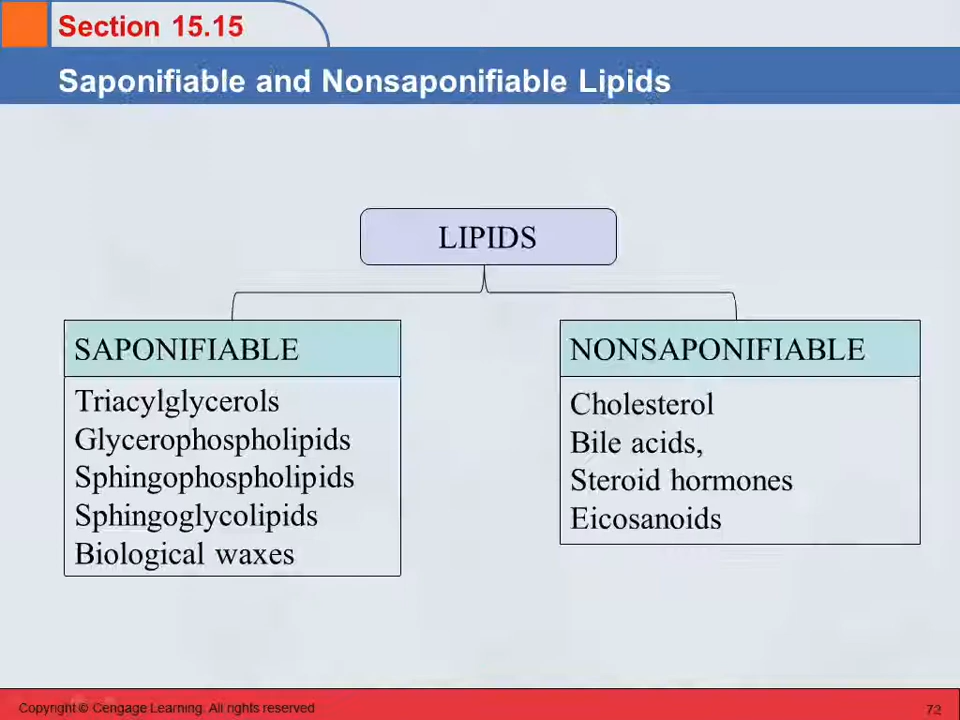 Section 15.15
Saponifiable and Nonsaponifiable Lipids
LIPIDS
SAPONIFIABLE
Triacylglycerols
Glycerophospholipids
Sphingophospholipids
Sphingoglycolipids
Biological waxes
NONSAPONIFIABLE
Cholesterol
Bile acids,
Steroid hormones
Eicosanoids
Copyright © Cengage Learning. All rights reserved
72